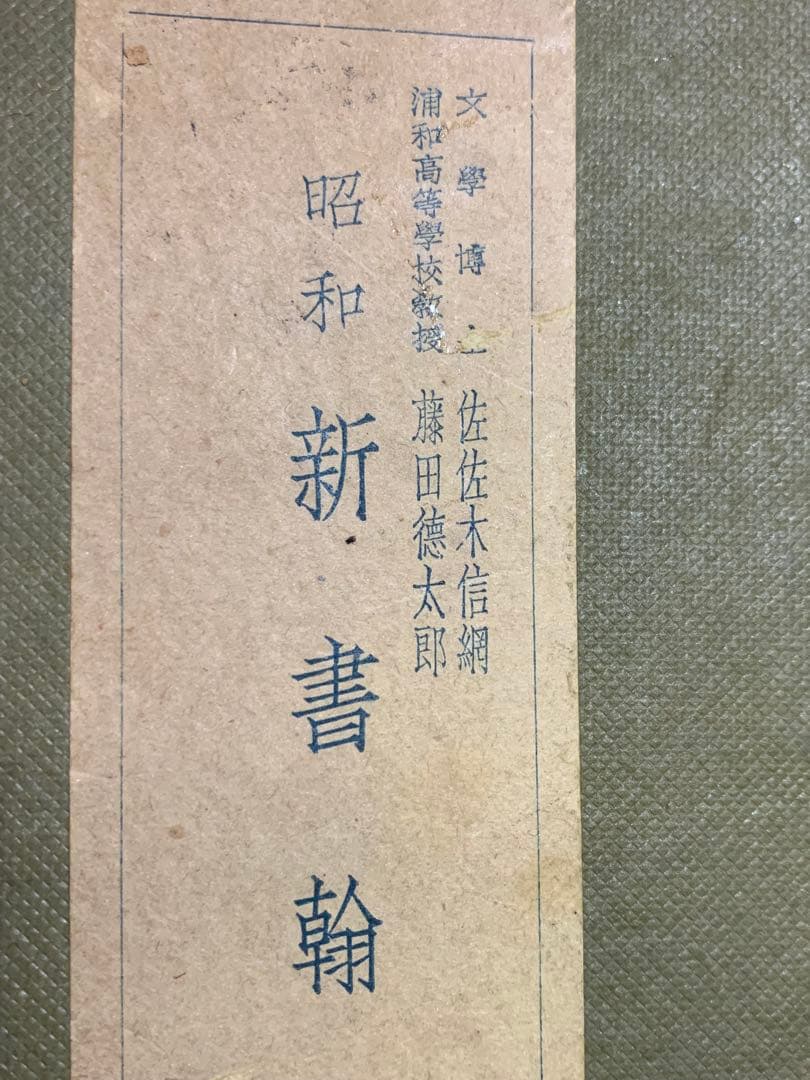 文學博士 佐佐木信網
浦和高等學校教授 藤田德太郎
昭和新書翰